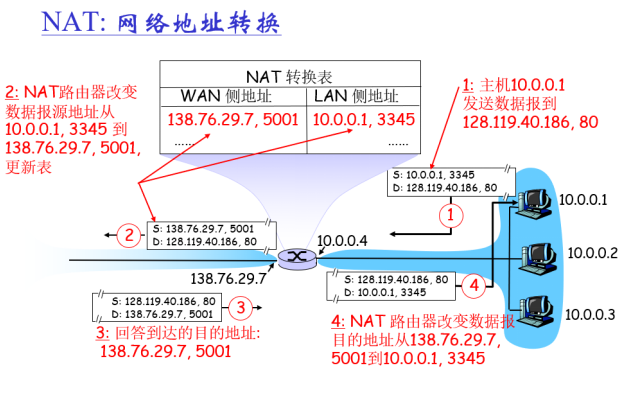 NAT: 网络地址转换
NAT 转换表
WAN 侧地址 LAN 侧地址
138.76.29.7, 5001 10.0.0.1, 3345
…… ……
2: NAT路由器改变
数据报源地址从
10.0.0.1, 3345 到
138.76.29.7, 5001,
更新表
1: 主机10.0.0.1
发送数据报到
128.119.40.186, 80
S: 10.0.0.1, 3345
D: 128.119.40.186, 80
1
10.0.0.1
S: 138.76.29.7, 5001
D: 128.119.40.186, 80
2
10.0.0.4
10.0.0.2
138.76.29.7
S: 128.119.40.186, 80
D: 10.0.0.1, 3345
4
S: 128.119.40.186, 80
D: 138.76.29.7, 5001
3
10.0.0.3
3: 回答到达的目的地址:
138.76.29.7, 5001
4: NAT 路由器改变数据报
目的地址从138.76.29.7,
5001到10.0.0.1, 3345